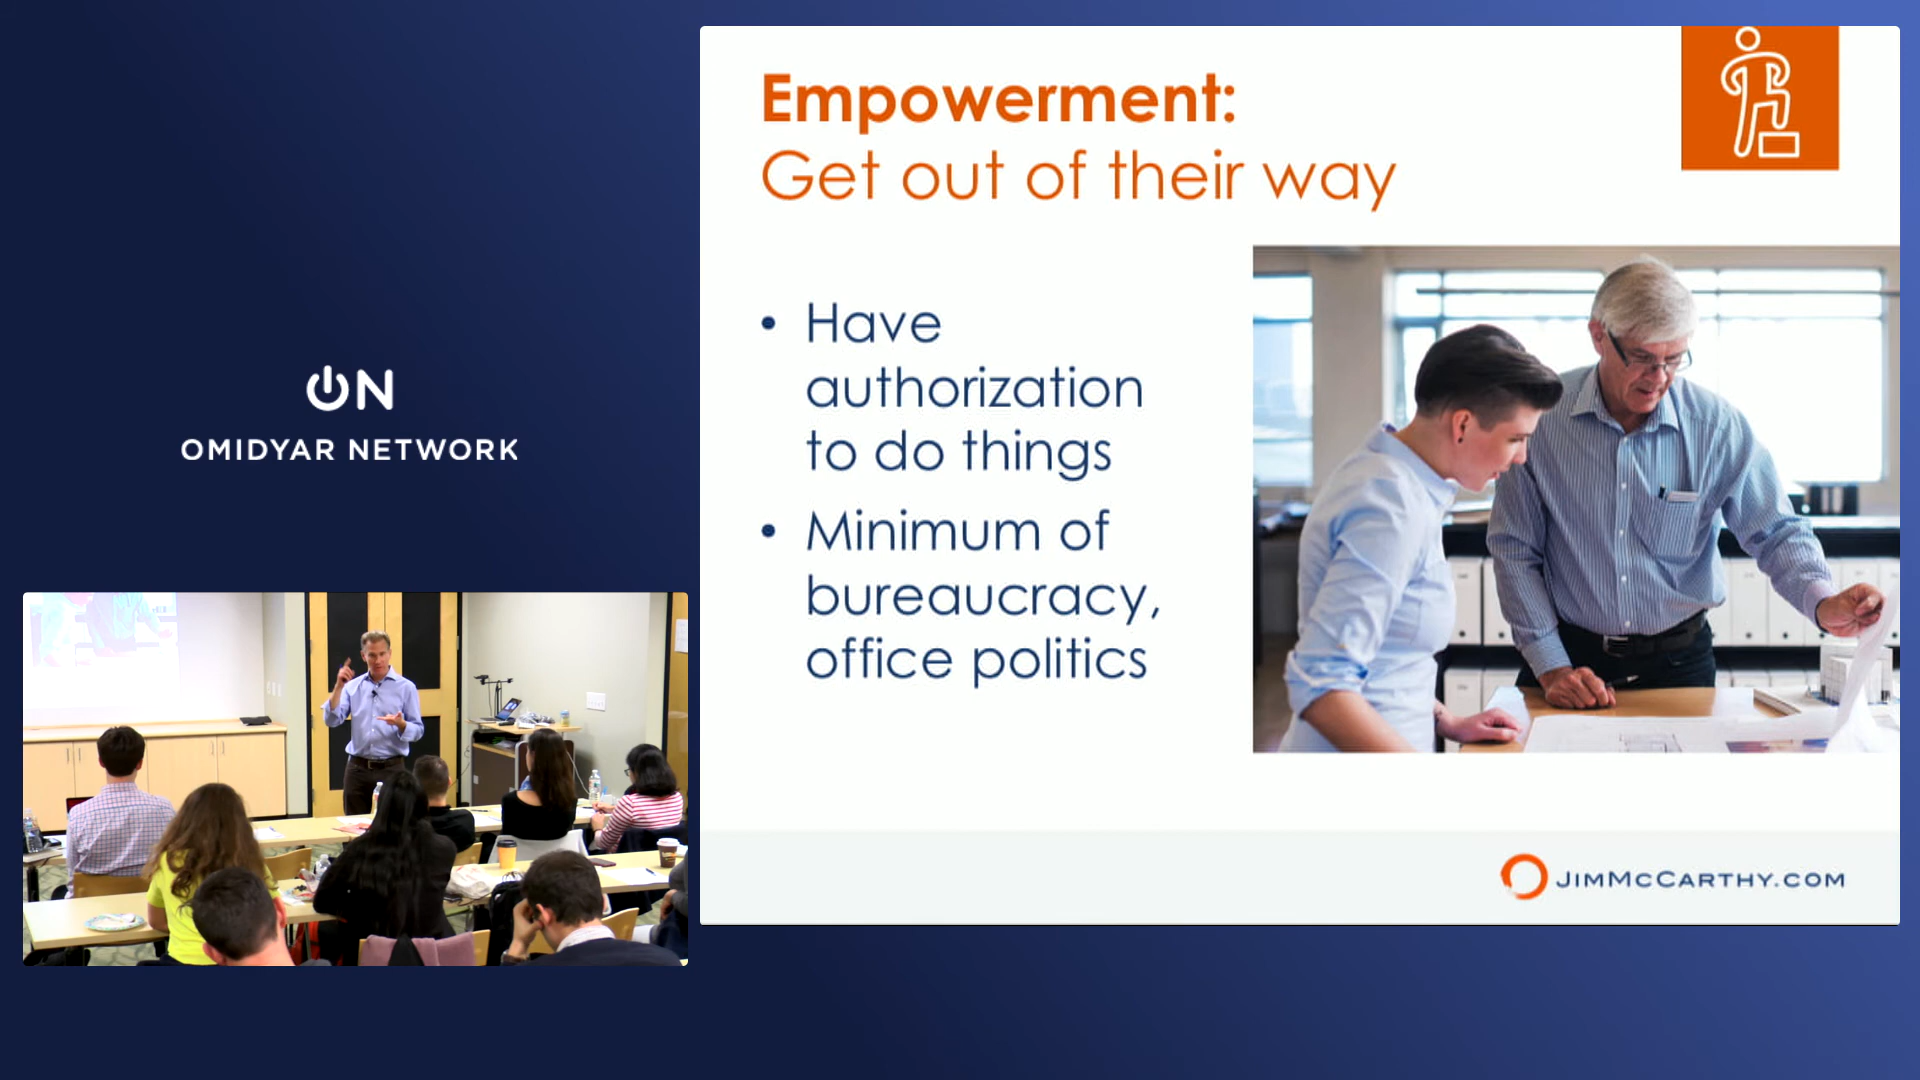 ON
OMIDYAR NETWORK
Empowerment:
Get out of their way
• Have
authorization
to do things
• Minimum of
bureaucracy,
office politics
JIMMCCARTHY.COM